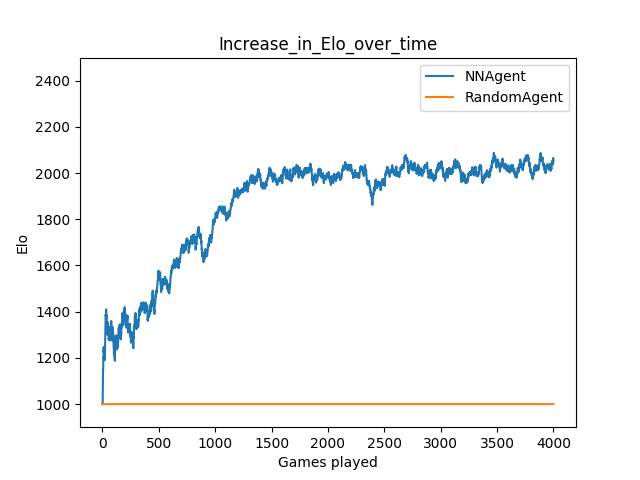 Increase_in_Elo_over_time
NNAgent
RandomAgent
2400
2200
2000
1800
1600
1400
1200
1000
Elo
0 500 1000 1500 2000 2500 3000 3500 4000
Games played